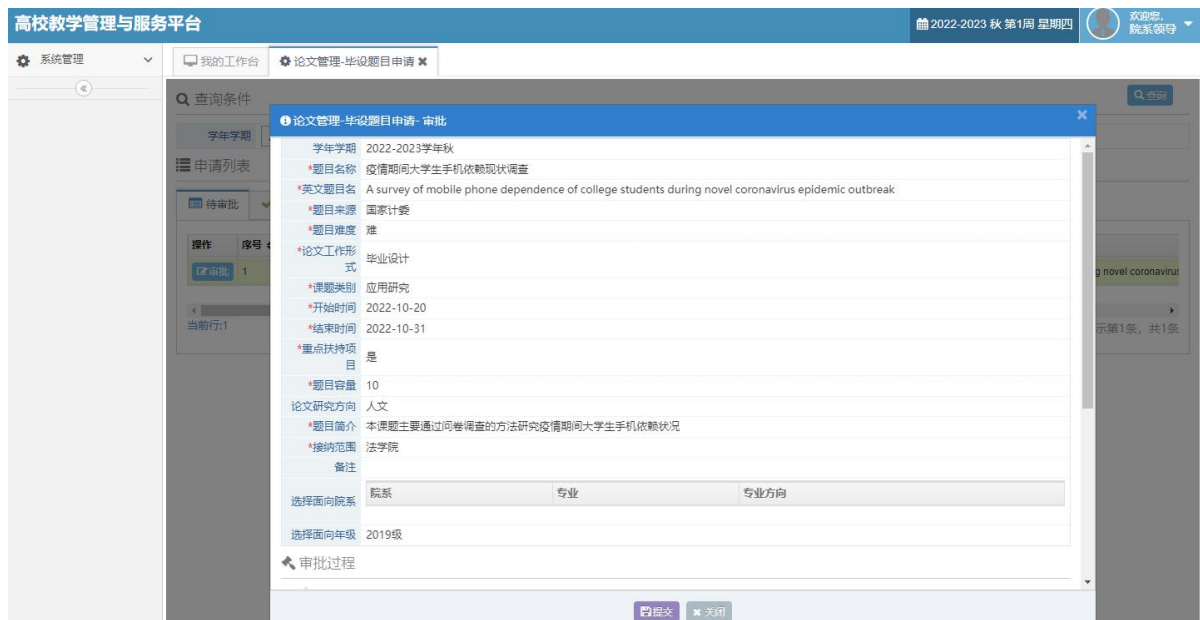 高校教学管理与服务平台
2022-2023 秋 第1周 星期四
欢迎您,
院系领导
系统管理
我的工作台
论文管理-毕设题目申请
查询条件
查询
学年学期
申请列表
待审批
操作 序号
审批 1
当前行:1
g novel coronavirus
示第1条，共1条
论文管理-毕设题目申请- 审批
学年学期 2022-2023学年秋
*题目名称 疫情期间大学生手机依赖现状调查
*英文题目名 A survey of mobile phone dependence of college students during novel coronavirus epidemic outbreak
*题目来源 国家计委
*题目难度 难
*论文工作形式 毕业设计
*课题类别 应用研究
*开始时间 2022-10-20
*结束时间 2022-10-31
*重点扶持项目 是
*题目容量 10
论文研究方向 人文
*题目简介 本课题主要通过问卷调查的方法研究疫情期间大学生手机依赖状况
*接纳范围 法学院
备注
选择面向院系 院系 专业 专业方向
选择面向年级 2019级
审批过程
提交 关闭